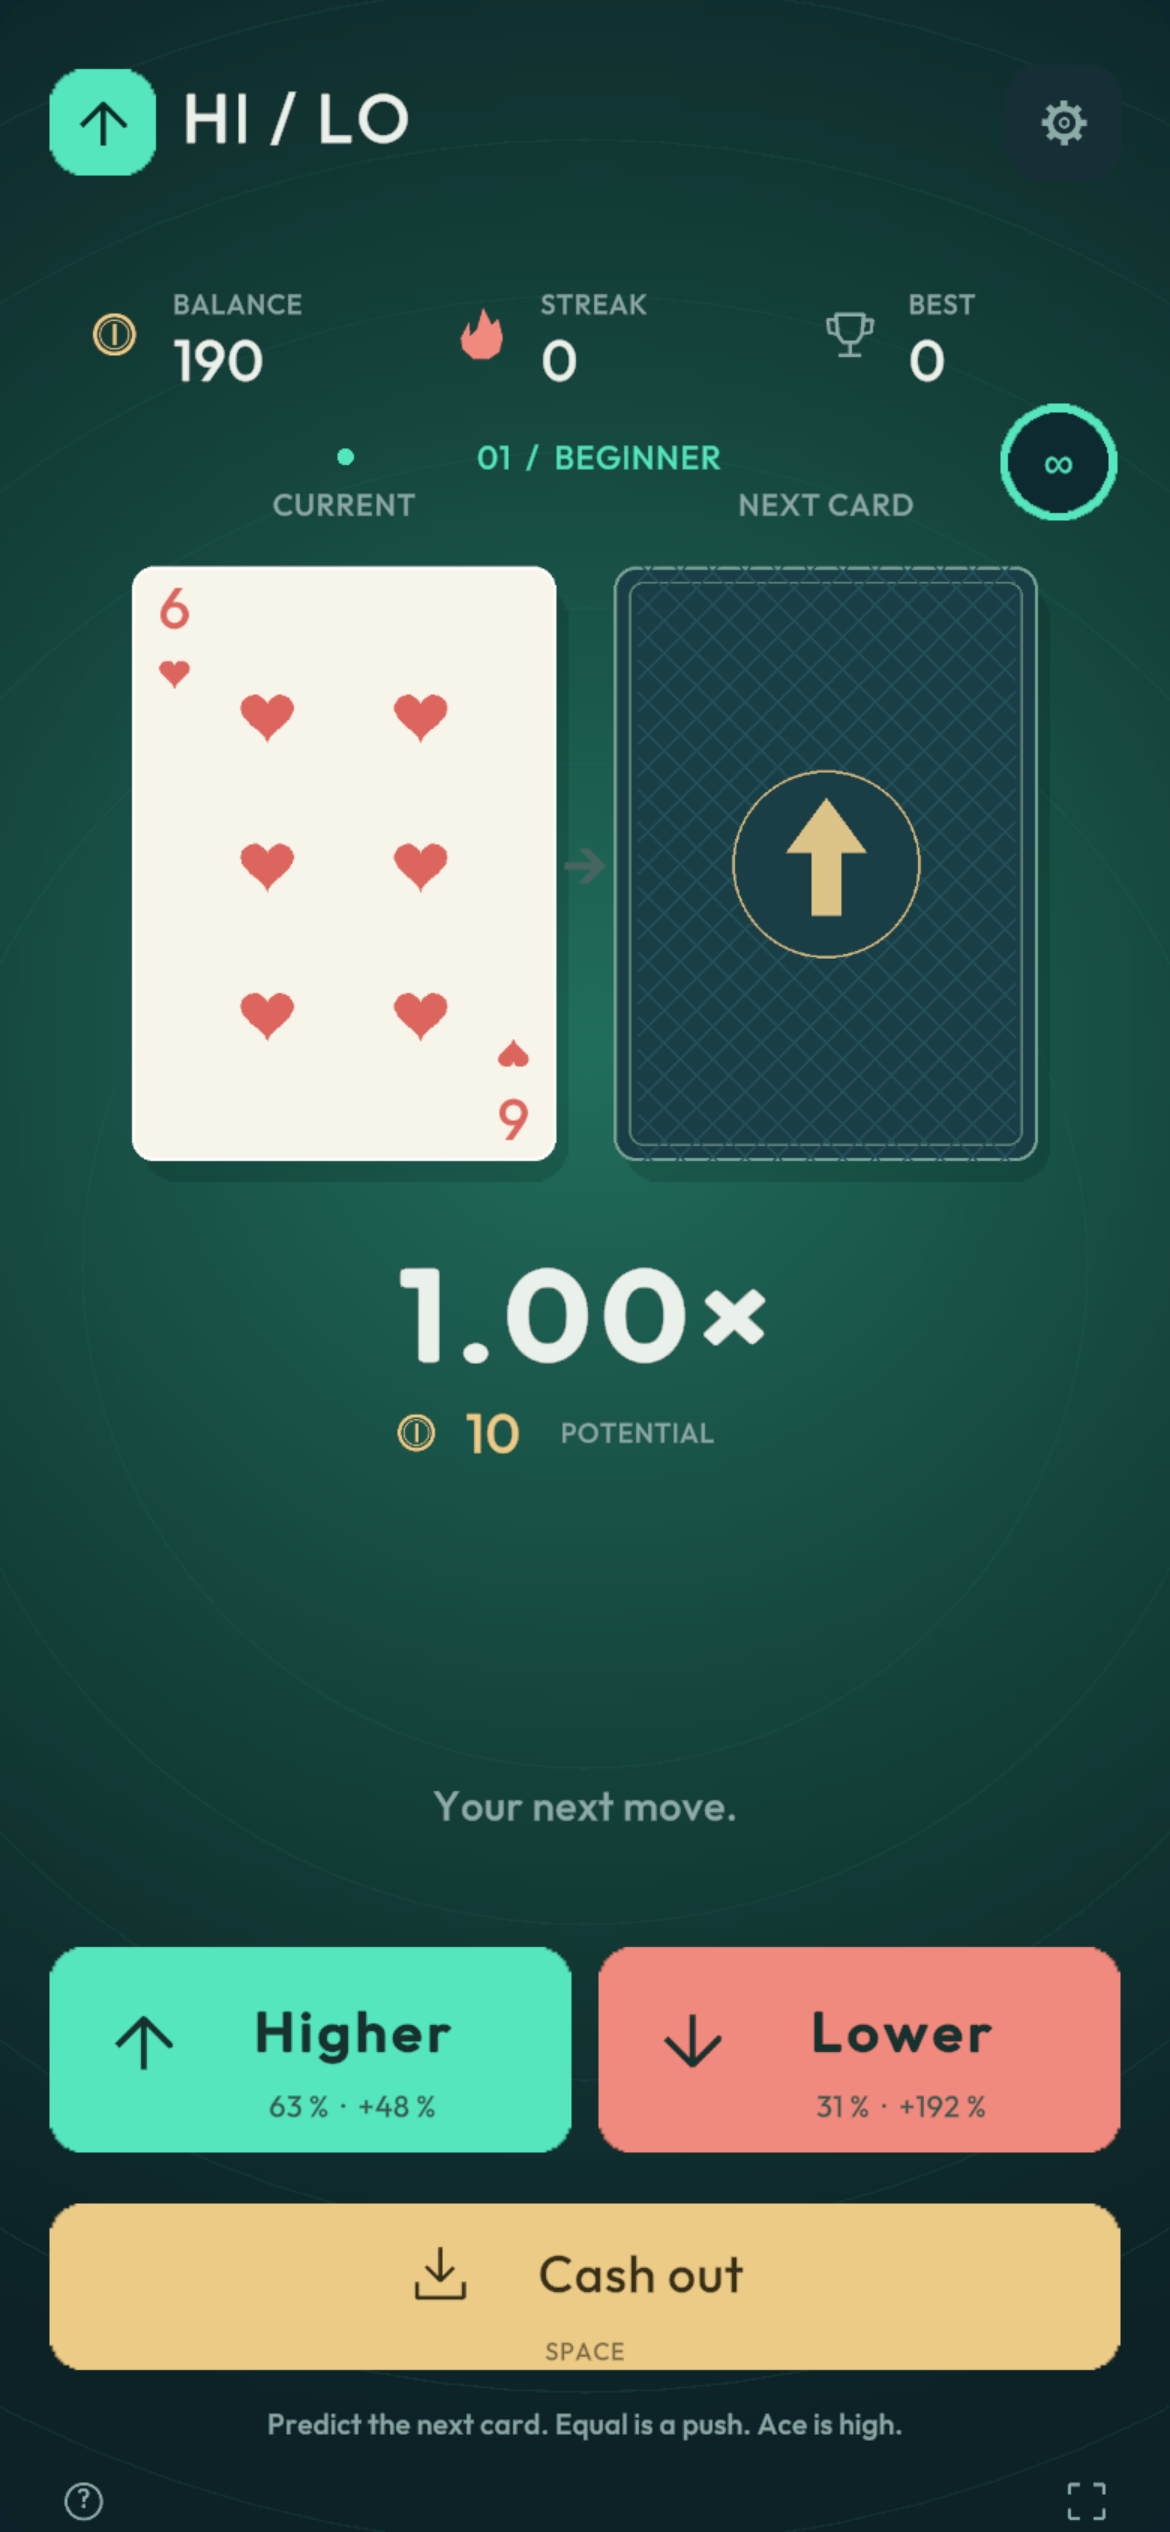 HI / LO
BALANCE
190
STREAK
0
BEST
0
01 / BEGINNER
∞
CURRENT
NEXT CARD
6
6
1.00×
10 POTENTIAL
Your next move.
Higher
63 % · +48 %
Lower
31 % · +192 %
Cash out
SPACE
Predict the next card. Equal is a push. Ace is high.
?